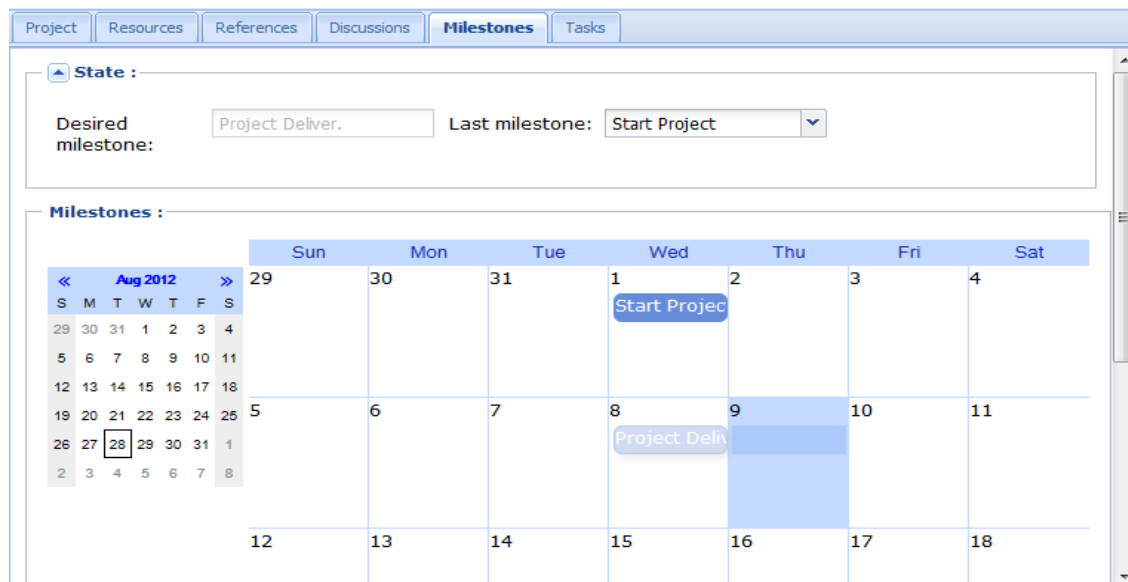 Project Resources References Discussions Milestones Tasks
State :
Desired milestone:
Project Deliver.
Last milestone:
Start Project
Milestones :
« Aug 2012 »
S M T W T F S
29 30 31 1 2 3 4
5 6 7 8 9 10 11
12 13 14 15 16 17 18
19 20 21 22 23 24 25
26 27 28 29 30 31 1
2 3 4 5 6 7 8
Sun Mon Tue Wed Thu Fri Sat
29 30 31 1 2 3 4
Start Projec
5 6 7 8 9 10 11
Project Deliv
12 13 14 15 16 17 18